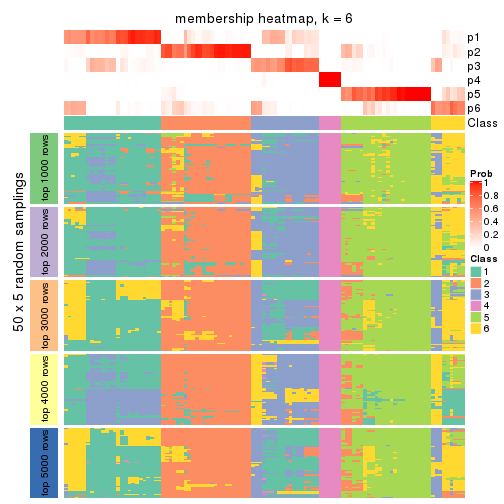 membership heatmap, k = 6
p1
p2
p3
p4
p5
p6
Class
50 x 5 random samplings
top 1000 rows
top 2000 rows
top 3000 rows
top 4000 rows
top 5000 rows
Prob
1
0.8
0.6
0.4
0.2
0
Class
1
2
3
4
5
6